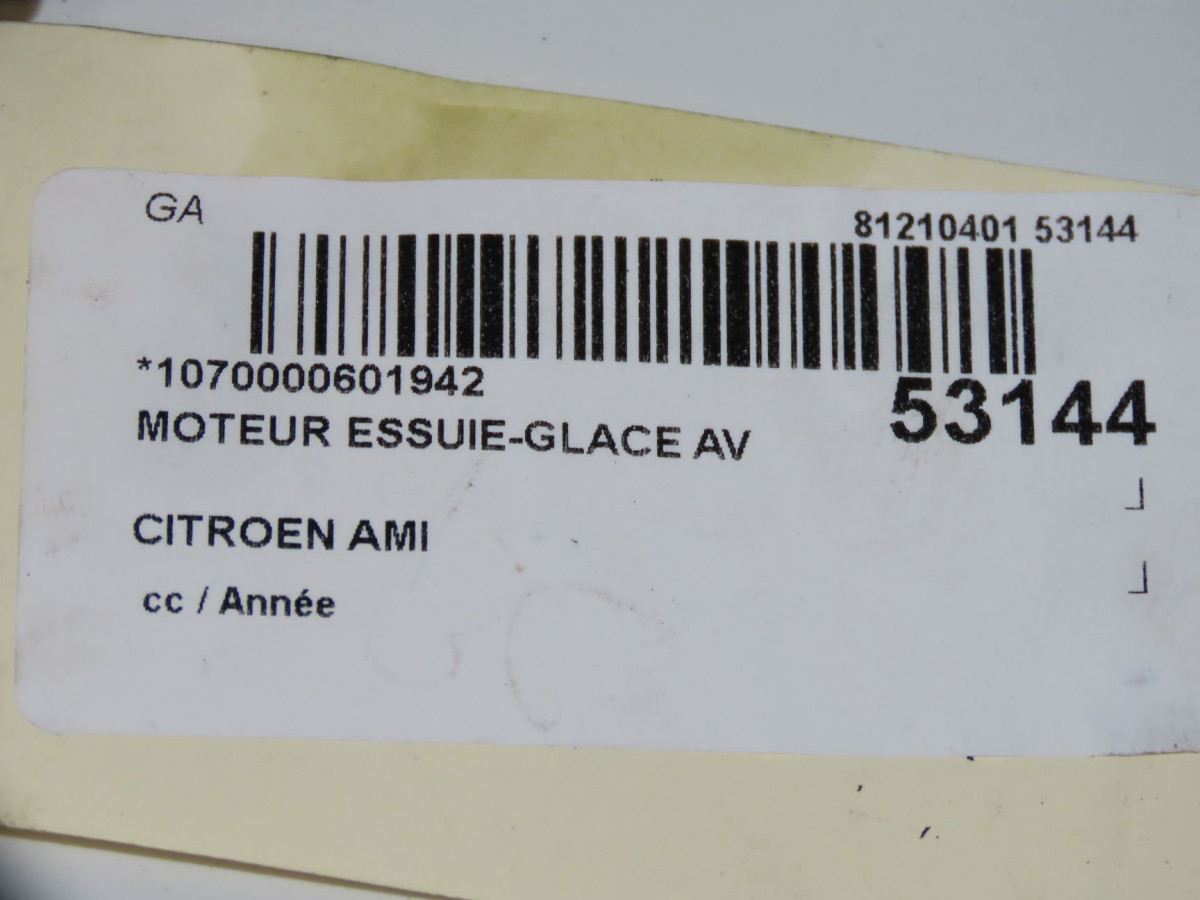 GA
81210401 53144
*1070000601942
53144
MOTEUR ESSUIE-GLACE AV
CITROEN AMI
cc / Année